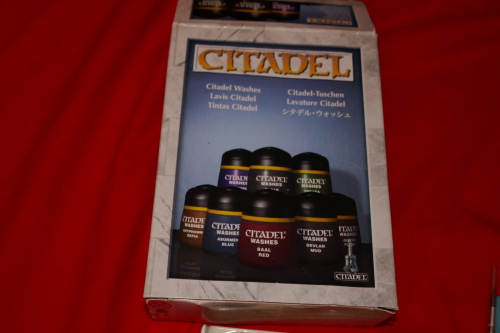 CITADEL
Citadel Washes
Lavis Citadel
Tintas Citadel
Citadel-Tuschen
Lavature Citadel
シタデル・ウォッシュ
CITADEL
WASHES
CITADEL
WASHES
CITADEL
WASHES
CITADEL
WASHES
GRYPHONNE
SEPIA
CITADEL
WASHES
ASURMEN
BLUE
CITADEL
WASHES
BAAL
RED
CITADEL
WASHES
DEVLAN
MUD
CITADEL